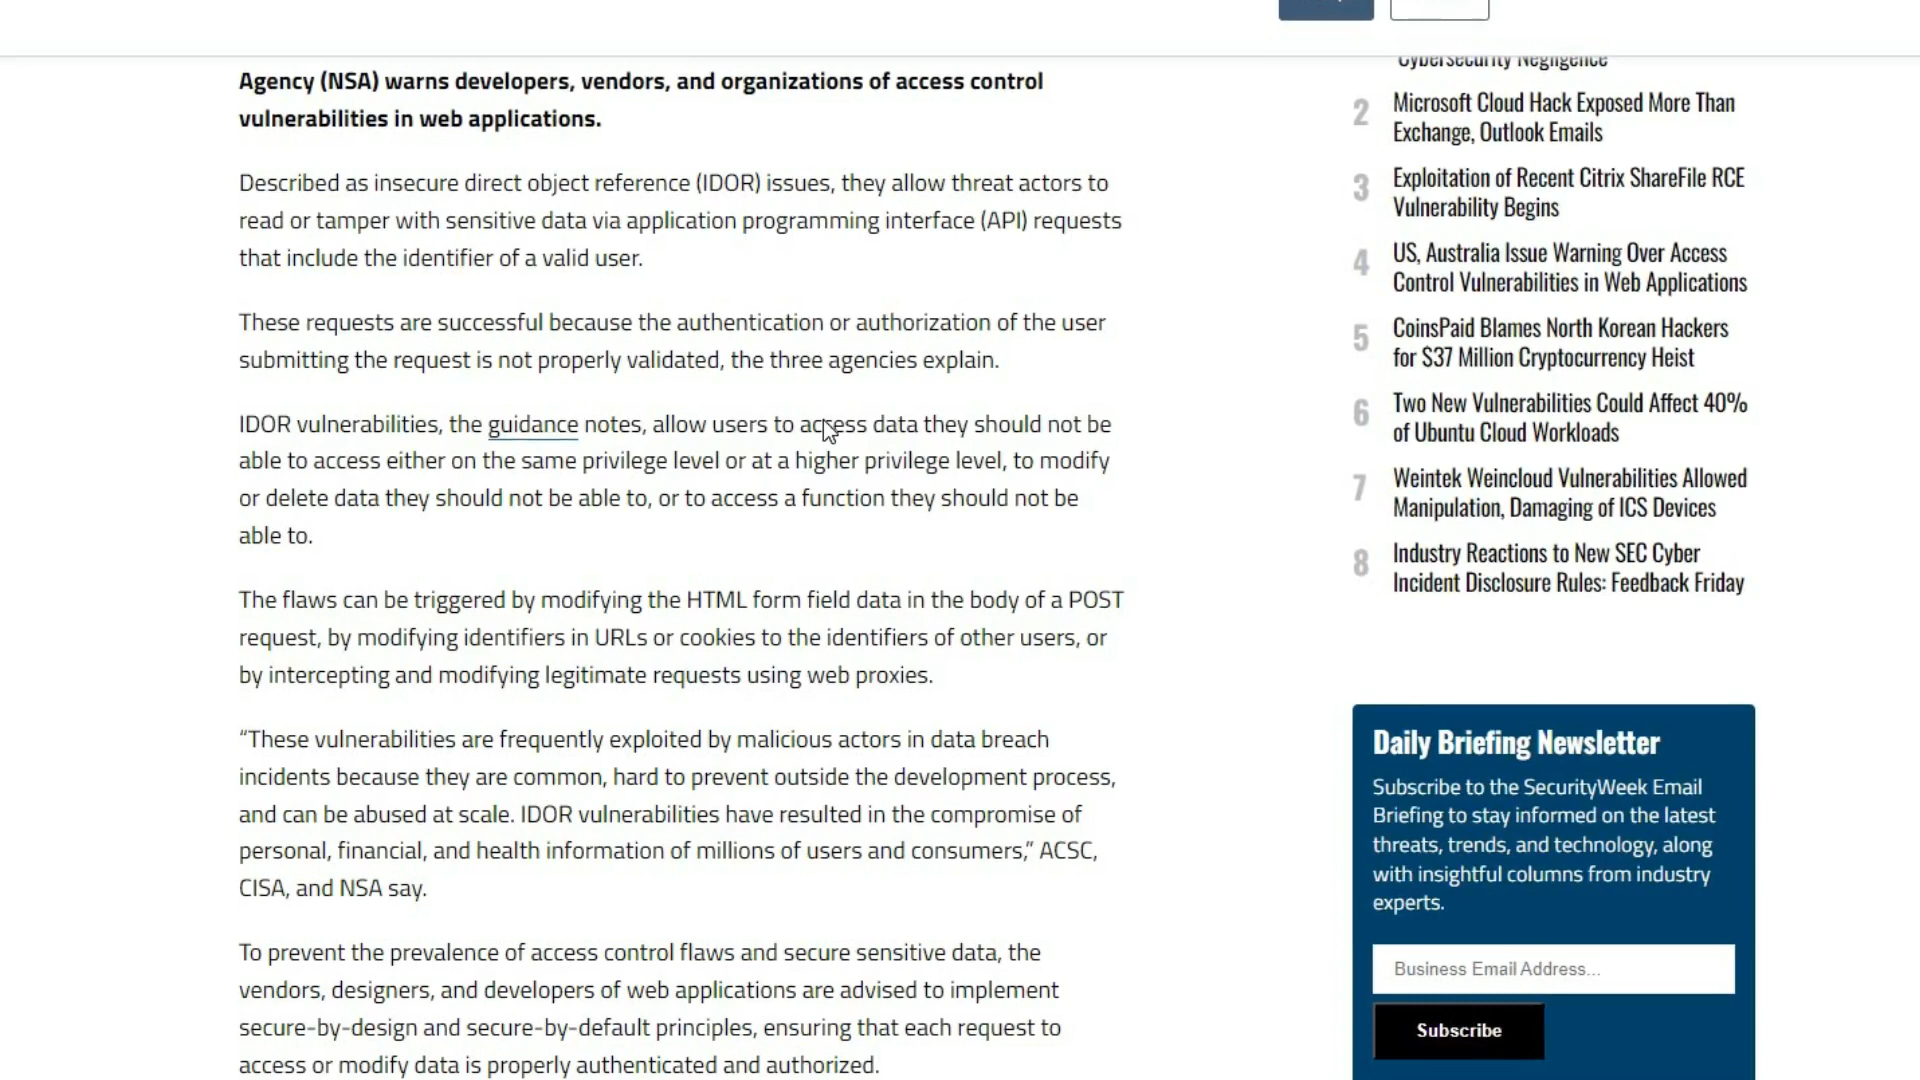 Agency (NSA) warns developers, vendors, and organizations of access control
vulnerabilities in web applications.
Described as insecure direct object reference (IDOR) issues, they allow threat actors to
read or tamper with sensitive data via application programming interface (API) requests
that include the identifier of a valid user.
These requests are successful because the authentication or authorization of the user
submitting the request is not properly validated, the three agencies explain.
IDOR vulnerabilities, the guidance notes, allow users to access data they should not be
able to access either on the same privilege level or at a higher privilege level, to modify
or delete data they should not be able to, or to access a function they should not be
able to.
The flaws can be triggered by modifying the HTML form field data in the body of a POST
request, by modifying identifiers in URLs or cookies to the identifiers of other users, or
by intercepting and modifying legitimate requests using web proxies.
“These vulnerabilities are frequently exploited by malicious actors in data breach
incidents because they are common, hard to prevent outside the development process,
and can be abused at scale. IDOR vulnerabilities have resulted in the compromise of
personal, financial, and health information of millions of users and consumers,” ACSC,
CISA, and NSA say.
To prevent the prevalence of access control flaws and secure sensitive data, the
vendors, designers, and developers of web applications are advised to implement
secure-by-design and secure-by-default principles, ensuring that each request to
access or modify data is properly authenticated and authorized.
Cybersecurity Negligence
2 Microsoft Cloud Hack Exposed More Than
Exchange, Outlook Emails
3 Exploitation of Recent Citrix ShareFile RCE
Vulnerability Begins
4 US, Australia Issue Warning Over Access
Control Vulnerabilities in Web Applications
5 CoinsPaid Blames North Korean Hackers
for $37 Million Cryptocurrency Heist
6 Two New Vulnerabilities Could Affect 40%
of Ubuntu Cloud Workloads
7 Weintek Weincloud Vulnerabilities Allowed
Manipulation, Damaging of ICS Devices
8 Industry Reactions to New SEC Cyber
Incident Disclosure Rules: Feedback Friday
Daily Briefing Newsletter
Subscribe to the SecurityWeek Email
Briefing to stay informed on the latest
threats, trends, and technology, along
with insightful columns from industry
experts.
Business Email Address...
Subscribe